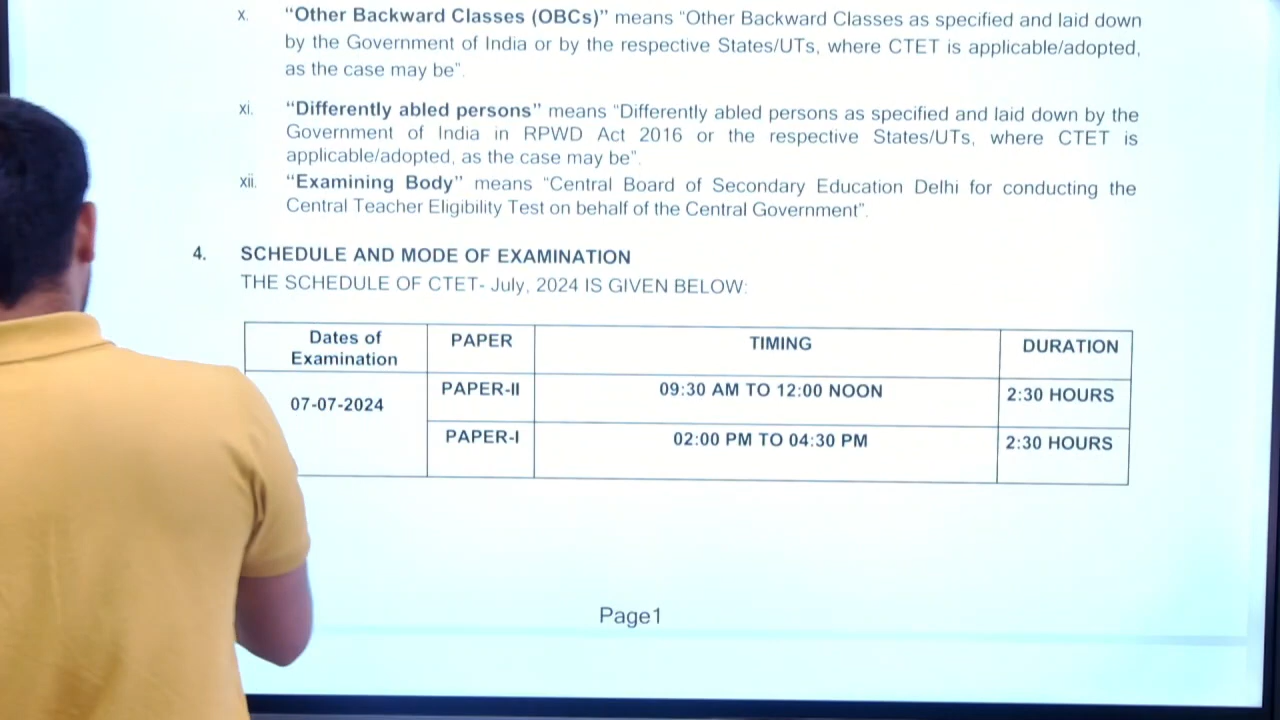 x. “Other Backward Classes (OBCs)” means “Other Backward Classes as specified and laid down
by the Government of India or by the respective States/UTs, where CTET is applicable/adopted,
as the case may be”.
xi. “Differently abled persons” means “Differently abled persons as specified and laid down by the
Government of India in RPWD Act 2016 or the respective States/UTs, where CTET is
applicable/adopted, as the case may be”.
xii. “Examining Body” means “Central Board of Secondary Education Delhi for conducting the
Central Teacher Eligibility Test on behalf of the Central Government”.
4. SCHEDULE AND MODE OF EXAMINATION
THE SCHEDULE OF CTET- July, 2024 IS GIVEN BELOW:
Dates of
Examination
PAPER
TIMING
DURATION
07-07-2024
PAPER-II
09:30 AM TO 12:00 NOON
2:30 HOURS
PAPER-I
02:00 PM TO 04:30 PM
2:30 HOURS
Page1